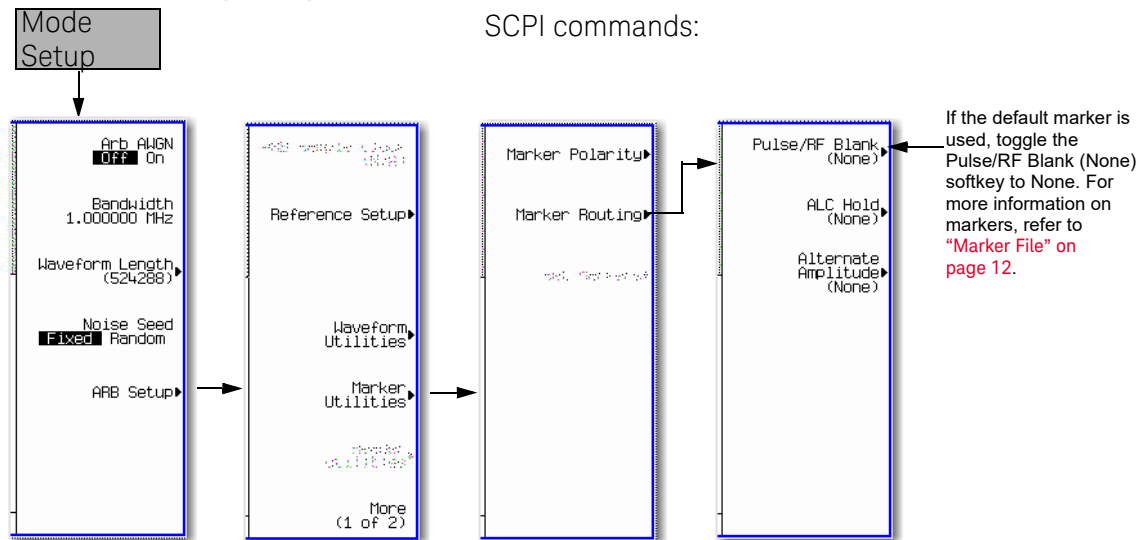 Mode
Setup
SCPI commands:
Arb AWGN
Off On
Bandwidth
1.000000 MHz
Waveform Length
(524288)
Noise Seed
Fixed Random
ARB Setup
Reference Setup
Waveform
Utilities
Marker
Utilities
More
(1 of 2)
Marker Polarity
Marker Routing
Pulse/RF Blank
(None)
ALC Hold
(None)
Alternate
Amplitude
(None)
If the default marker is
used, toggle the
Pulse/RF Blank (None)
softkey to None. For
more information on
markers, refer to
“Marker File” on
page 12.